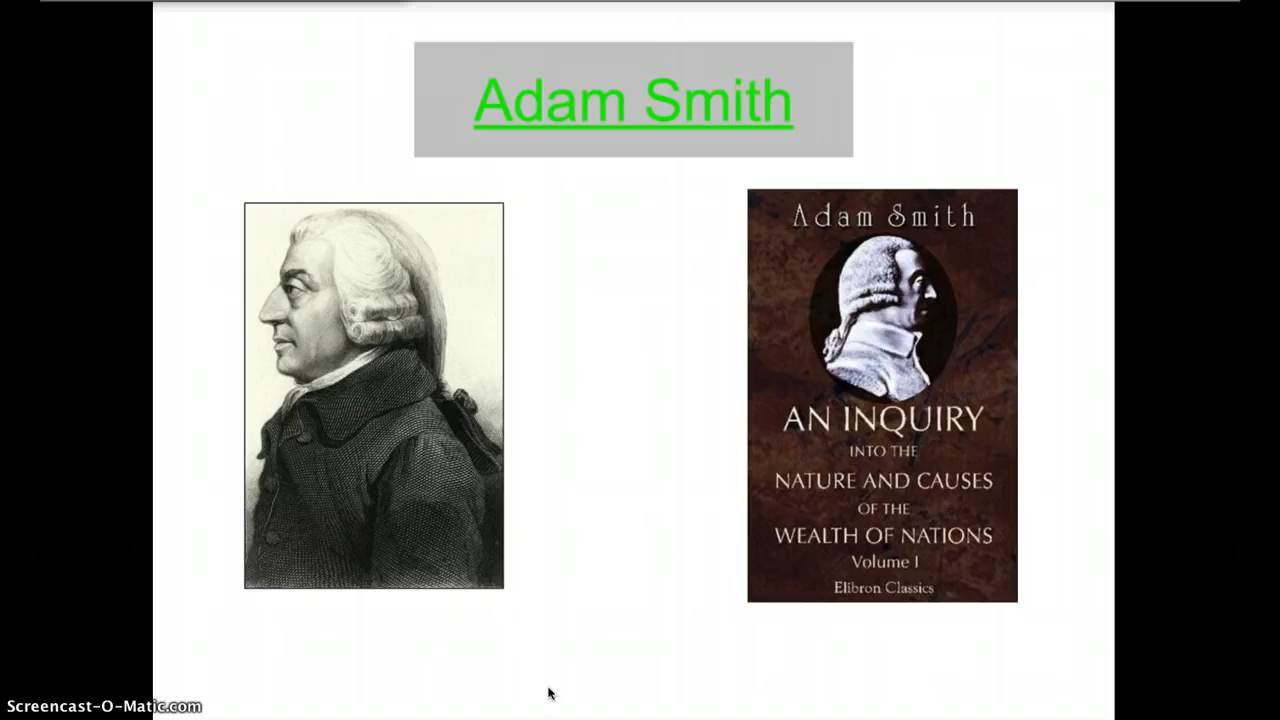 Adam Smith
Adam Smith
AN INQUIRY
INTO THE
NATURE AND CAUSES
OF THE
WEALTH OF NATIONS
Volume I
Elibron Classics
Screencast-O-Matic.com